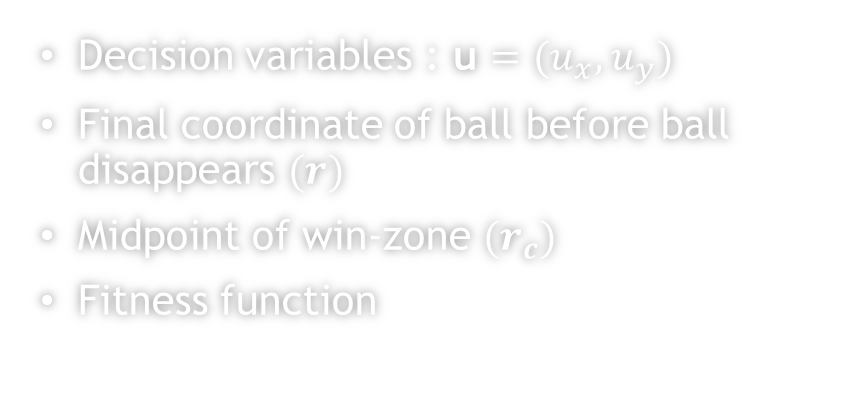 • Decision variables : u = (uₓ, u_y)
• Final coordinate of ball before ball
disappears (r)
• Midpoint of win-zone (r_c)
• Fitness function